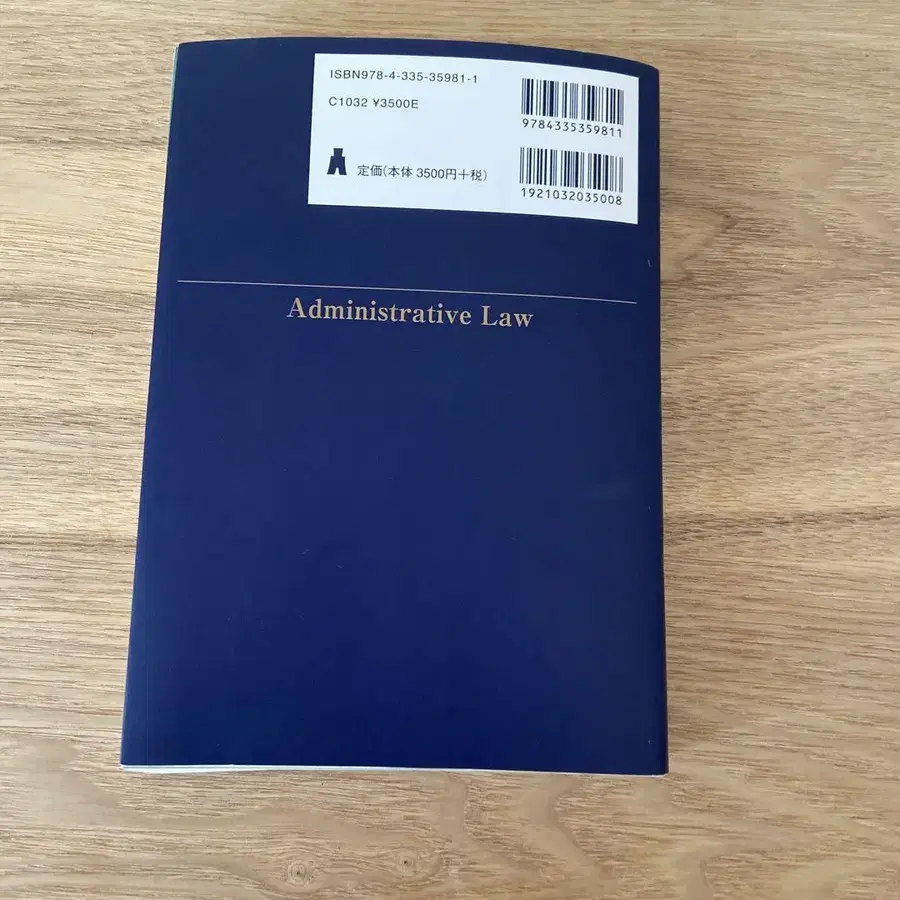 ISBN978-4-335-35981-1
C1032 ¥3500E
定価(本体 3500円+税)
9784335359811
1921032035008
Administrative Law